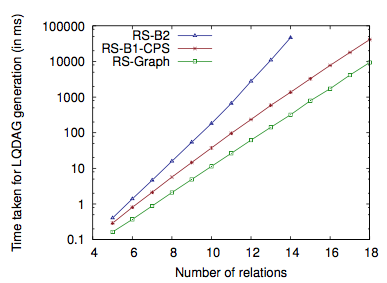 Time taken for LQDAG generation (in ms)
100000
10000
1000
100
10
1
0.1
RS-B2
RS-B1-CPS
RS-Graph
4 6 8 10 12 14 16 18
Number of relations